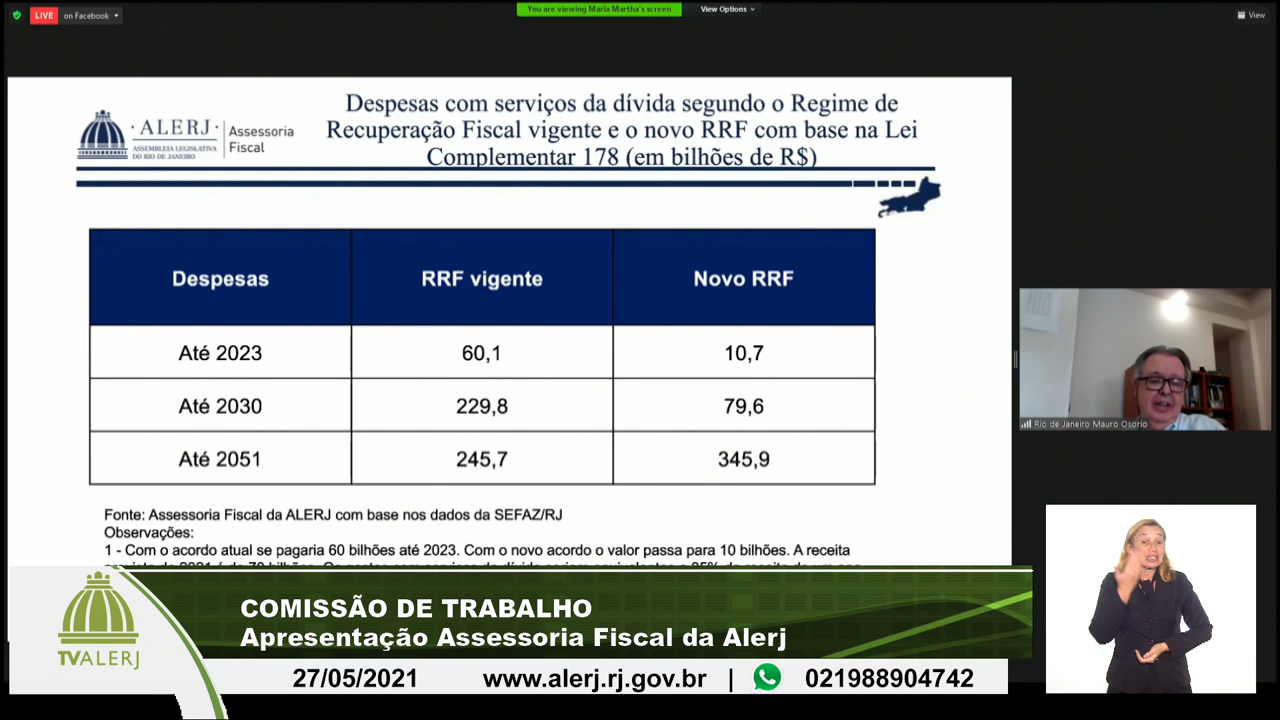 LIVE on Facebook
You are viewing Maria Martha's screen
View Options
View
· ALERJ ·
ASSEMBLEIA LEGISLATIVA
DO RIO DE JANEIRO
Assessoria
Fiscal
Despesas com serviços da dívida segundo o Regime de
Recuperação Fiscal vigente e o novo RRF com base na Lei
Complementar 178 (em bilhões de R$)
Despesas RRF vigente Novo RRF
Até 2023 60,1 10,7
Até 2030 229,8 79,6
Até 2051 245,7 345,9
Fonte: Assessoria Fiscal da ALERJ com base nos dados da SEFAZ/RJ
Observações:
1 - Com o acordo atual se pagaria 60 bilhões até 2023. Com o novo acordo o valor passa para 10 bilhões. A receita
Rio de Janeiro Mauro Osorio
COMISSÃO DE TRABALHO
Apresentação Assessoria Fiscal da Alerj
TVALERJ
27/05/2021 www.alerj.rj.gov.br | 021988904742